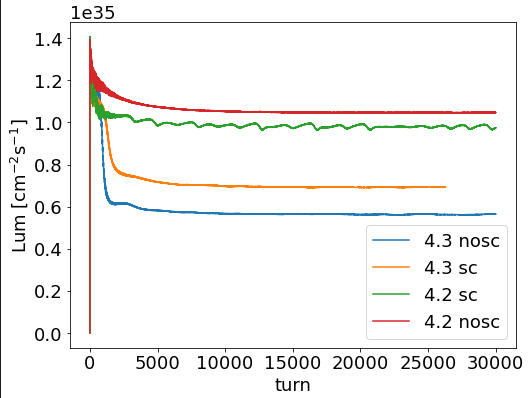 1e35
Lum [cm⁻²s⁻¹]
1.4
1.2
1.0
0.8
0.6
0.4
0.2
0.0
4.3 nosc
4.3 sc
4.2 sc
4.2 nosc
0 5000 10000 15000 20000 25000 30000
turn